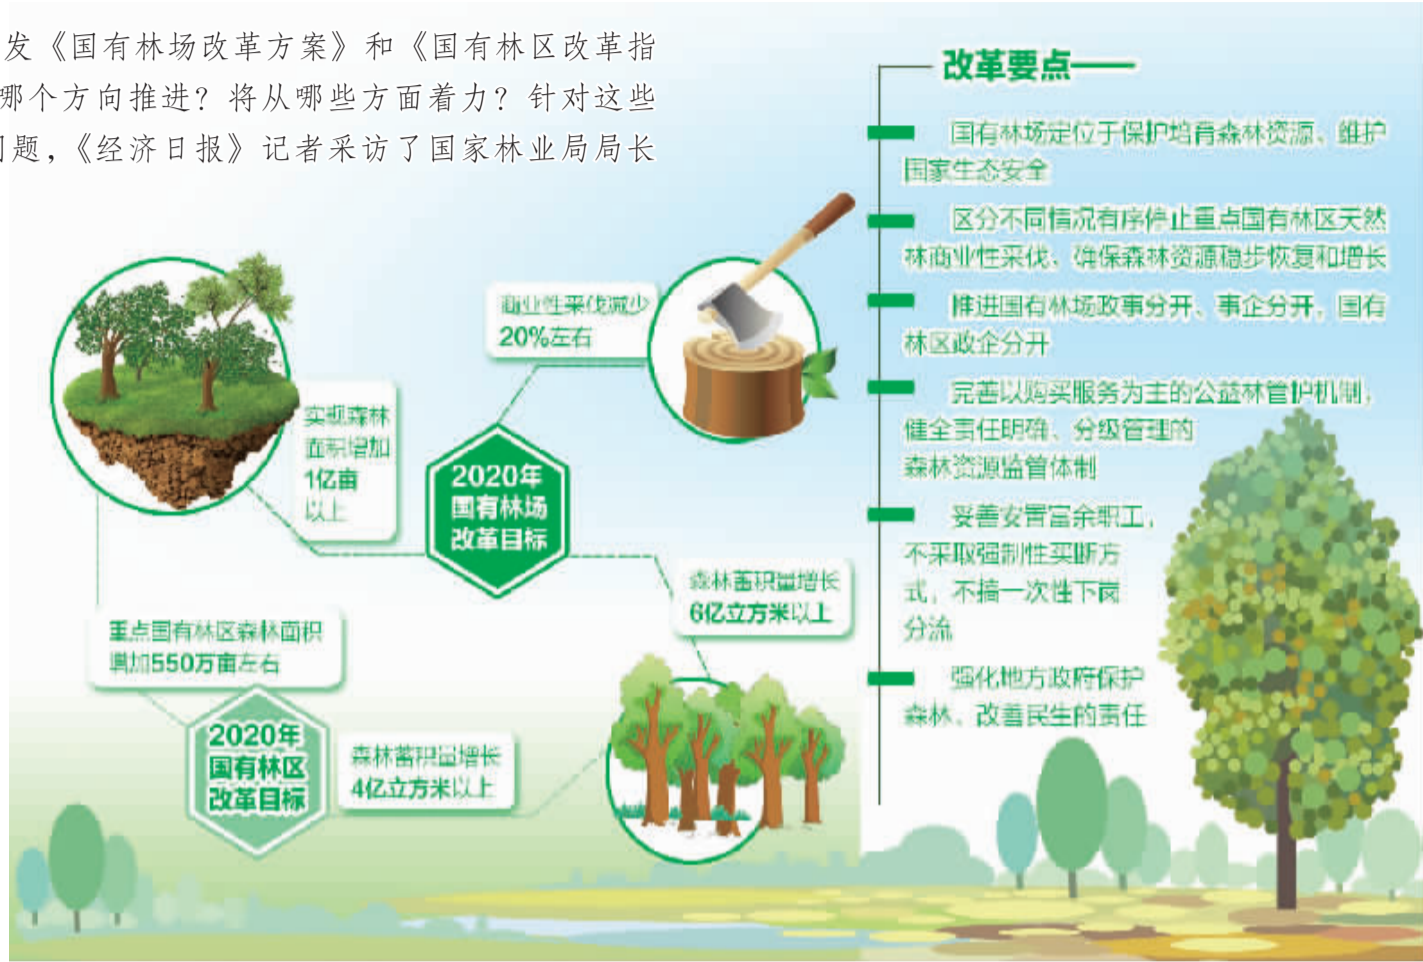 发《国有林场改革方案》和《国有林区改革指
哪个方向推进？将从哪些方面着力？针对这些
问题，《经济日报》记者采访了国家林业局局长
商业性采伐减少
20%左右
实现森林
面积增加
1亿亩
以上
2020年
国有林场
改革目标
森林蓄积量增长
6亿立方米以上
重点国有林区森林面积
增加550万亩左右
2020年
国有林区
改革目标
森林蓄积量增长
4亿立方米以上
改革要点——
国有林场定位于保护培育森林资源、维护
国家生态安全
区分不同情况有序停止重点国有林区天然
林商业性采伐、确保森林资源稳步恢复和增长
推进国有林场政事分开、事企分开，国有
林区政企分开
完善以购买服务为主的公益林管护机制，
健全责任明确、分级管理的
森林资源监管体制
妥善安置富余职工，
不采取强制性买断方
式，不搞一次性下岗
分流
强化地方政府保护
森林、改善民生的责任